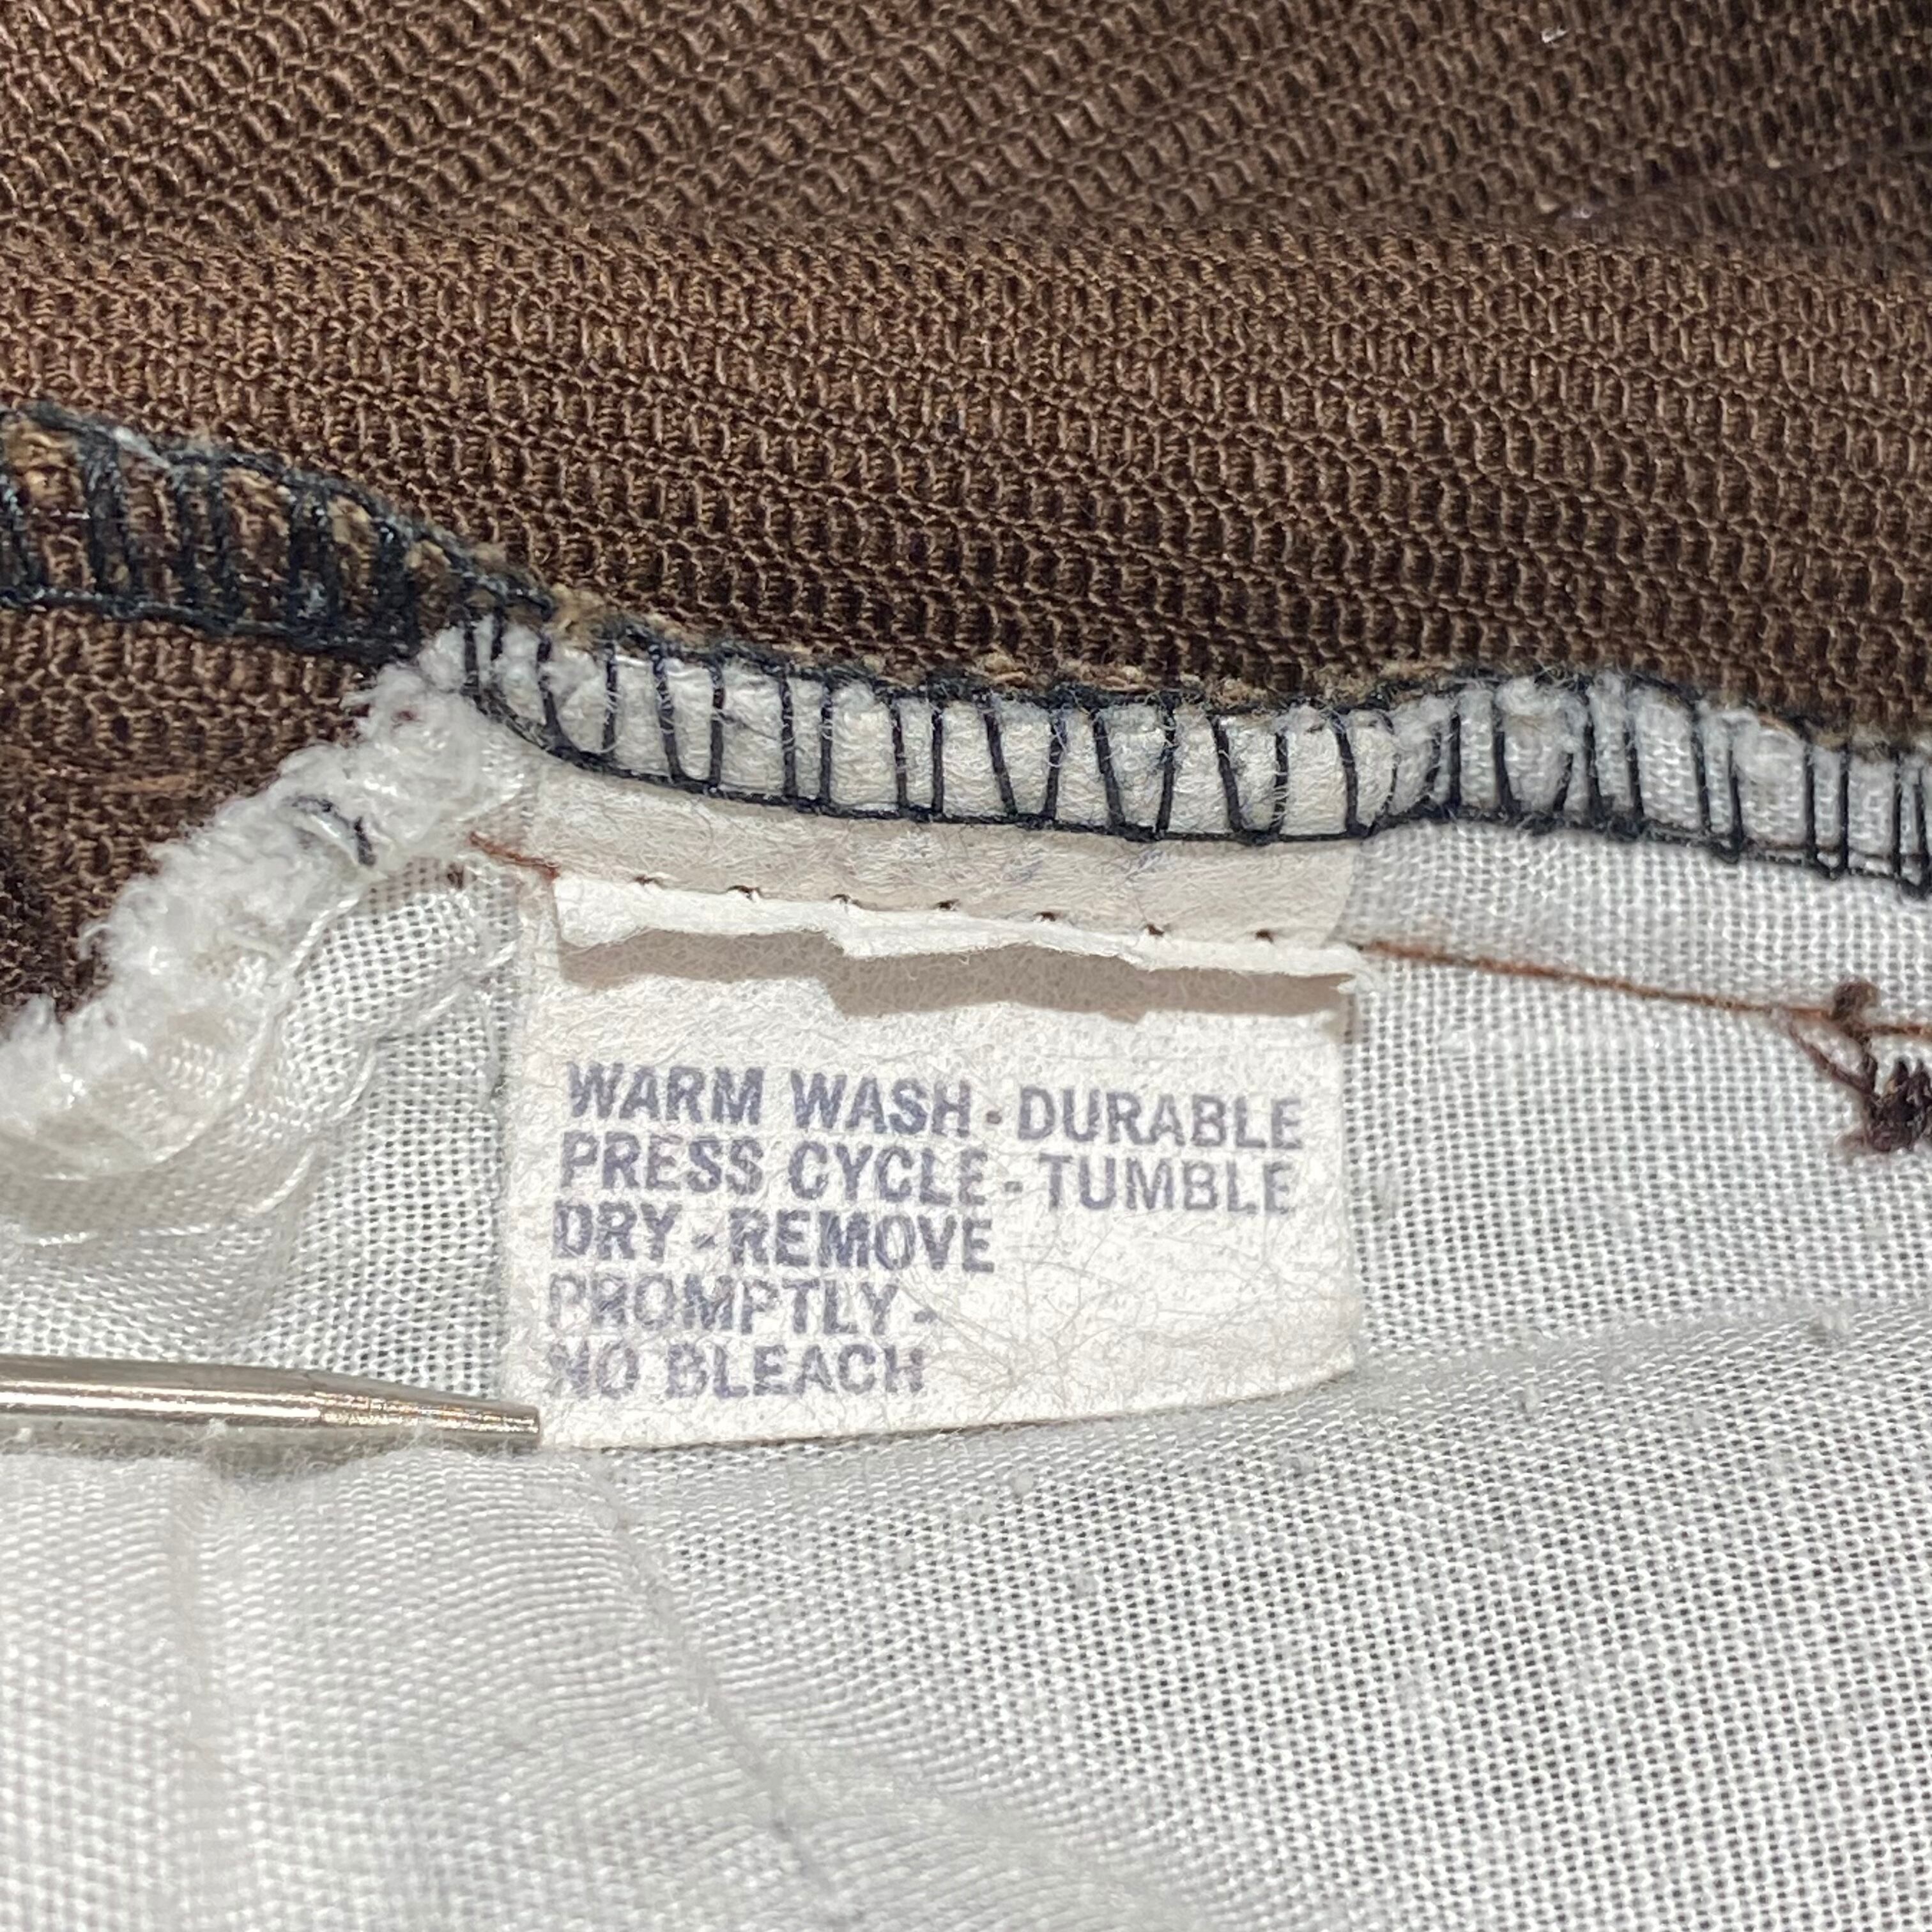 WARM WASH - DURABLE
PRESS CYCLE - TUMBLE
DRY - REMOVE
PROMPTLY -
NO BLEACH